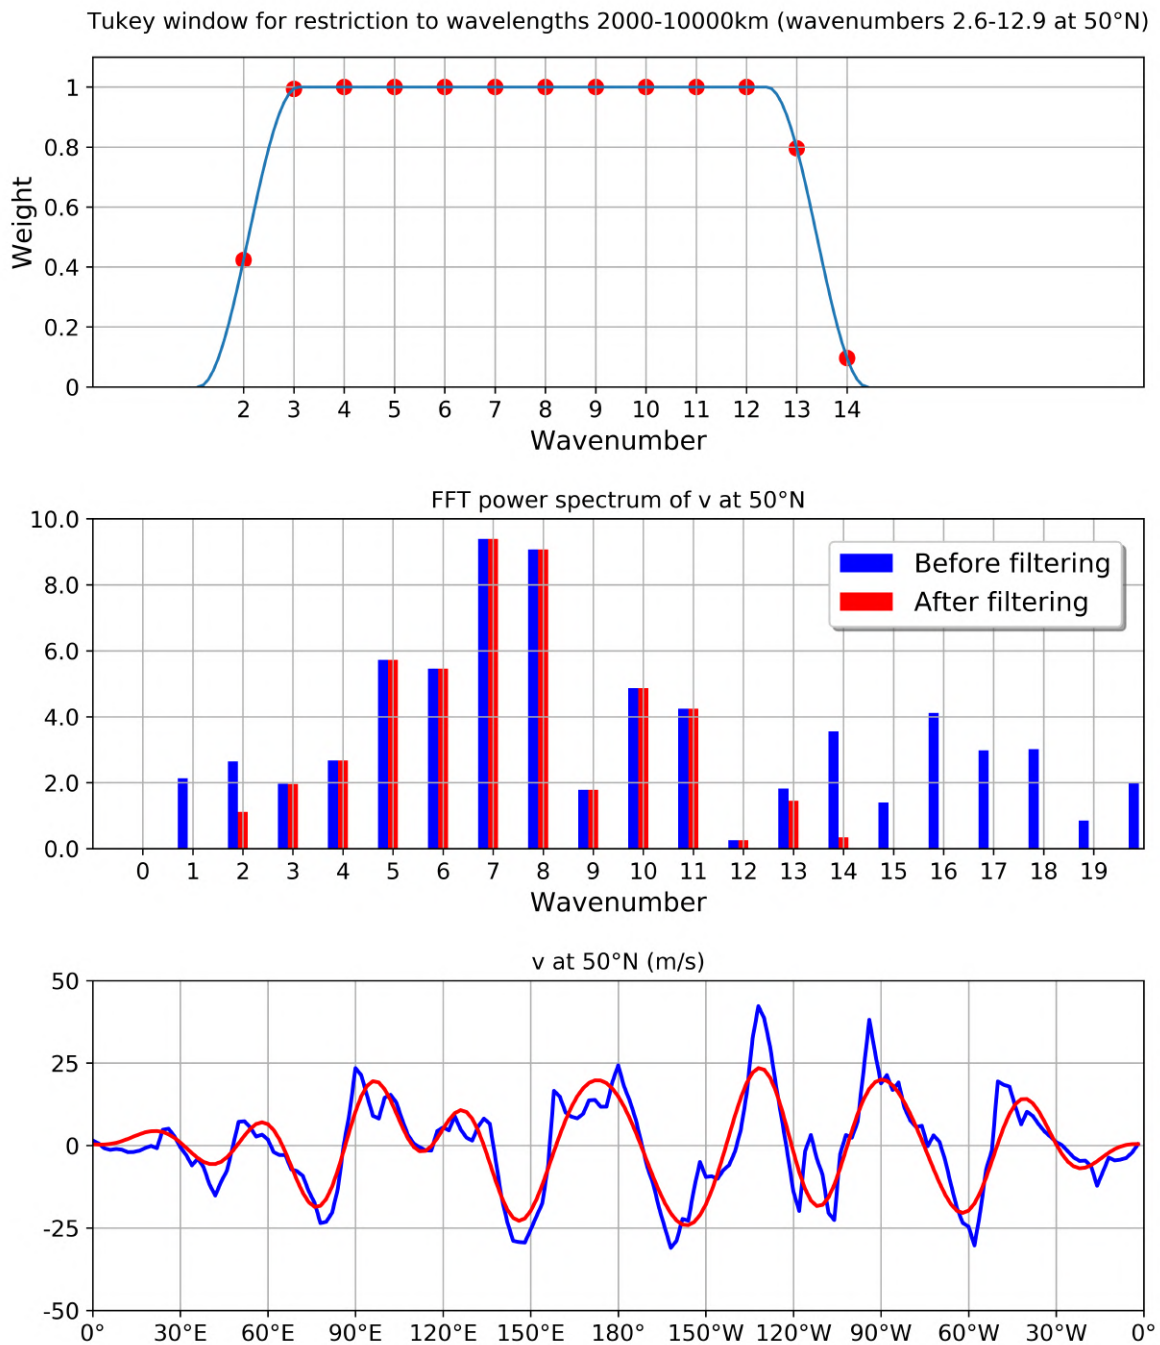 Tukey window for restriction to wavelengths 2000-10000km (wavenumbers 2.6-12.9 at 50°N)
1
0.8
0.6
0.4
0.2
0
Weight
2 3 4 5 6 7 8 9 10 11 12 13 14
Wavenumber
FFT power spectrum of v at 50°N
10.0
8.0
6.0
4.0
2.0
0.0
Before filtering
After filtering
0 1 2 3 4 5 6 7 8 9 10 11 12 13 14 15 16 17 18 19
Wavenumber
v at 50°N (m/s)
50
25
0
-25
-50
0° 30°E 60°E 90°E 120°E 150°E 180° 150°W 120°W 90°W 60°W 30°W 0°